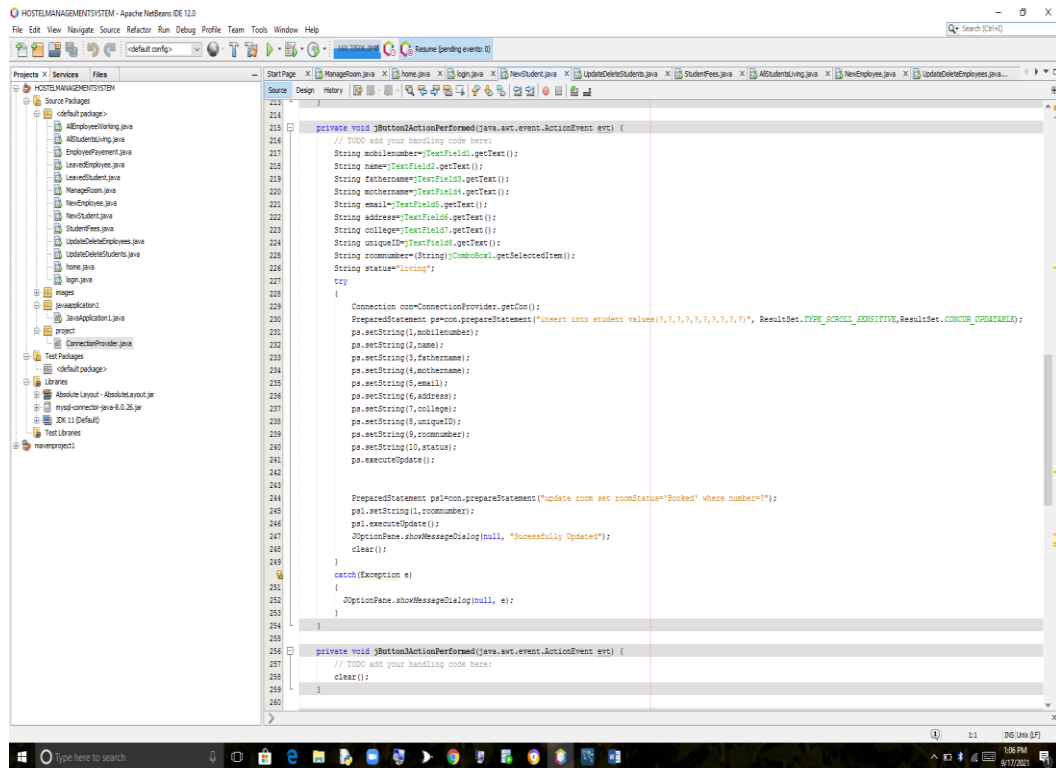 HOSTELMANAGEMENTSYSTEM - Apache NetBeans IDE 12.0
File Edit View Navigate Source Refactor Run Debug Profile Team Tools Window Help
Search (Ctrl+I)
<default config>
Resume (pending events: 0)
Projects X Services Files
Start Page X ManageRoom.java X home.java X login.java X NewStudent.java X UpdateDeleteStudents.java X StudentFees.java X AllStudentsLiving.java X NewEmployee.java X UpdateDeleteEmployees.java...
Source Design History
HOSTELMANAGEMENTSYSTEM
Source Packages
<default package>
AllEmployeeWorking.java
AllStudentsLiving.java
EmployeePayement.java
LeavedEmployee.java
LeavedStudent.java
ManageRoom.java
NewEmployee.java
NewStudent.java
StudentFees.java
UpdateDeleteEmployees.java
UpdateDeleteStudents.java
home.java
login.java
images
javaapplication1
JavaApplication1.java
project
ConnectionProvider.java
Test Packages
<default package>
Libraries
Absolute Layout - AbsoluteLayout.jar
mysql-connector-java-8.0.26.jar
JDK 11 (Default)
Test Libraries
mavenproject1
213 }
214
215 private void jButton2ActionPerformed(java.awt.event.ActionEvent evt) {
216 // TODO add your handling code here:
217 String mobilenumber=jTextField1.getText();
218 String name=jTextField2.getText();
219 String fathername=jTextField3.getText();
220 String mothername=jTextField4.getText();
221 String email=jTextField5.getText();
222 String address=jTextField6.getText();
223 String college=jTextField7.getText();
224 String uniqueID=jTextField8.getText();
225 String roomnumber=(String)jComboBox1.getSelectedItem();
226 String status="living";
227 try
228 {
229 Connection con=ConnectionProvider.getCon();
230 PreparedStatement ps=con.prepareStatement("insert into student values(?,?,?,?,?,?,?,?,?,?)", ResultSet.TYPE_SCROLL_SENSITIVE,ResultSet.CONCUR_UPDATABLE);
231 ps.setString(1,mobilenumber);
232 ps.setString(2,name);
233 ps.setString(3,fathername);
234 ps.setString(4,mothername);
235 ps.setString(5,email);
236 ps.setString(6,address);
237 ps.setString(7,college);
238 ps.setString(8,uniqueID);
239 ps.setString(9,roomnumber);
240 ps.setString(10,status);
241 ps.executeUpdate();
242
243
244 PreparedStatement ps1=con.prepareStatement("update room set roomStatus='Booked' where number=?");
245 ps1.setString(1,roomnumber);
246 ps1.executeUpdate();
247 JOptionPane.showMessageDialog(null, "Sucessfully Updated");
248 clear();
249 }
catch(Exception e)
251 {
252 JOptionPane.showMessageDialog(null, e);
253 }
254 }
255
256 private void jButton3ActionPerformed(java.awt.event.ActionEvent evt) {
257 // TODO add your handling code here:
258 clear();
259 }
260
1:1 INS Unix (LF)
Type here to search
1:06 PM
9/17/2021